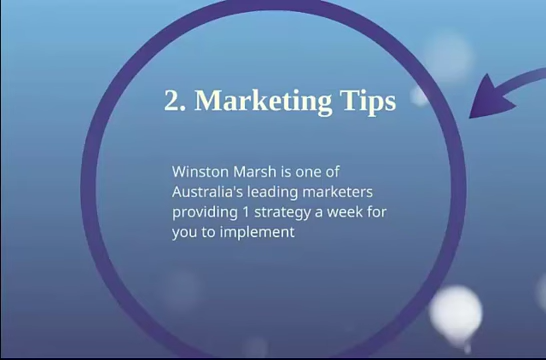 2. Marketing Tips
Winston Marsh is one of
Australia's leading marketers
providing 1 strategy a week for
you to implement